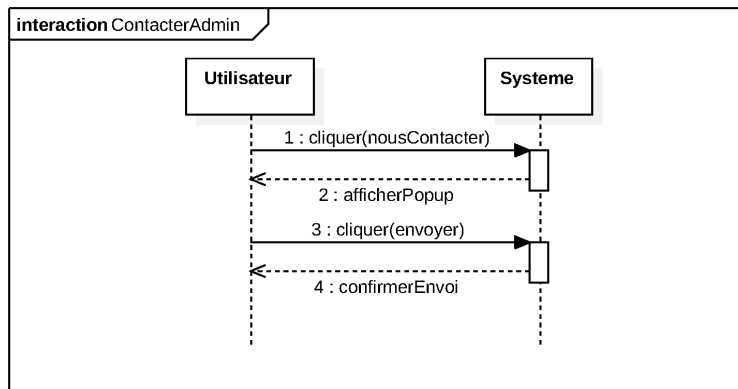 interaction ContacterAdmin
Utilisateur
Systeme
1 : cliquer(nousContacter)
2 : afficherPopup
3 : cliquer(envoyer)
4 : confirmerEnvoi